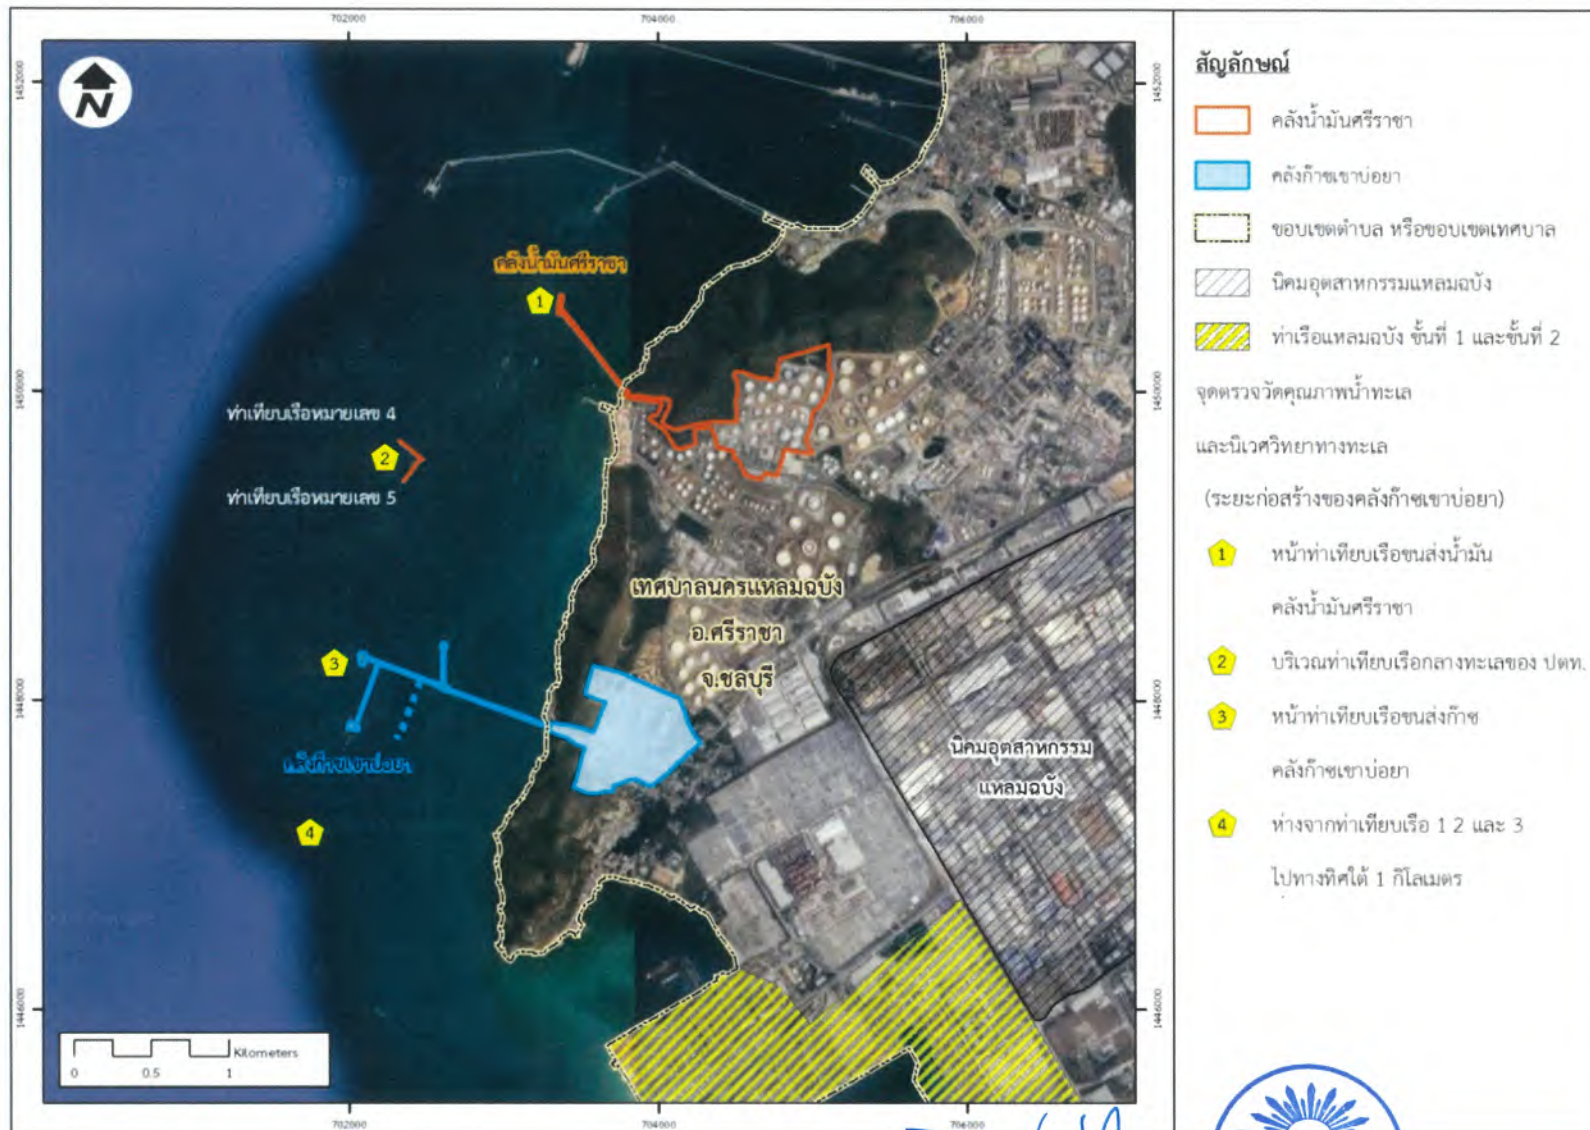 702000
704000
706000
1452000
1452000
N
คลังน้ำมันศรีราชา
1
1450000
1450000
ท่าเทียบเรือหมายเลข 4
2
ท่าเทียบเรือหมายเลข 5
เทศบาลนครแหลมฉบัง
อ.ศรีราชา
จ.ชลบุรี
3
1448000
1448000
นิคมอุตสาหกรรม
แหลมฉบัง
คลังก๊าซเขาบ่อยา
4
1446000
1446000
Kilometers
0 0.5 1
702000
704000
706000
สัญลักษณ์
คลังน้ำมันศรีราชา
คลังก๊าซเขาบ่อยา
ขอบเขตตำบล หรือขอบเขตเทศบาล
นิคมอุตสาหกรรมแหลมฉบัง
ท่าเรือแหลมฉบัง ขั้นที่ 1 และขั้นที่ 2
จุดตรวจวัดคุณภาพน้ำทะเล
และนิเวศวิทยาทางทะเล
(ระยะก่อสร้างของคลังก๊าซเขาบ่อยา)
1 หน้าท่าเทียบเรือขนส่งน้ำมัน
คลังน้ำมันศรีราชา
2 บริเวณท่าเทียบเรือกลางทะเลของ ปตท.
3 หน้าท่าเทียบเรือขนส่งก๊าซ
คลังก๊าซเขาบ่อยา
4 ห่างจากท่าเทียบเรือ 1 2 และ 3
ไปทางทิศใต้ 1 กิโลเมตร